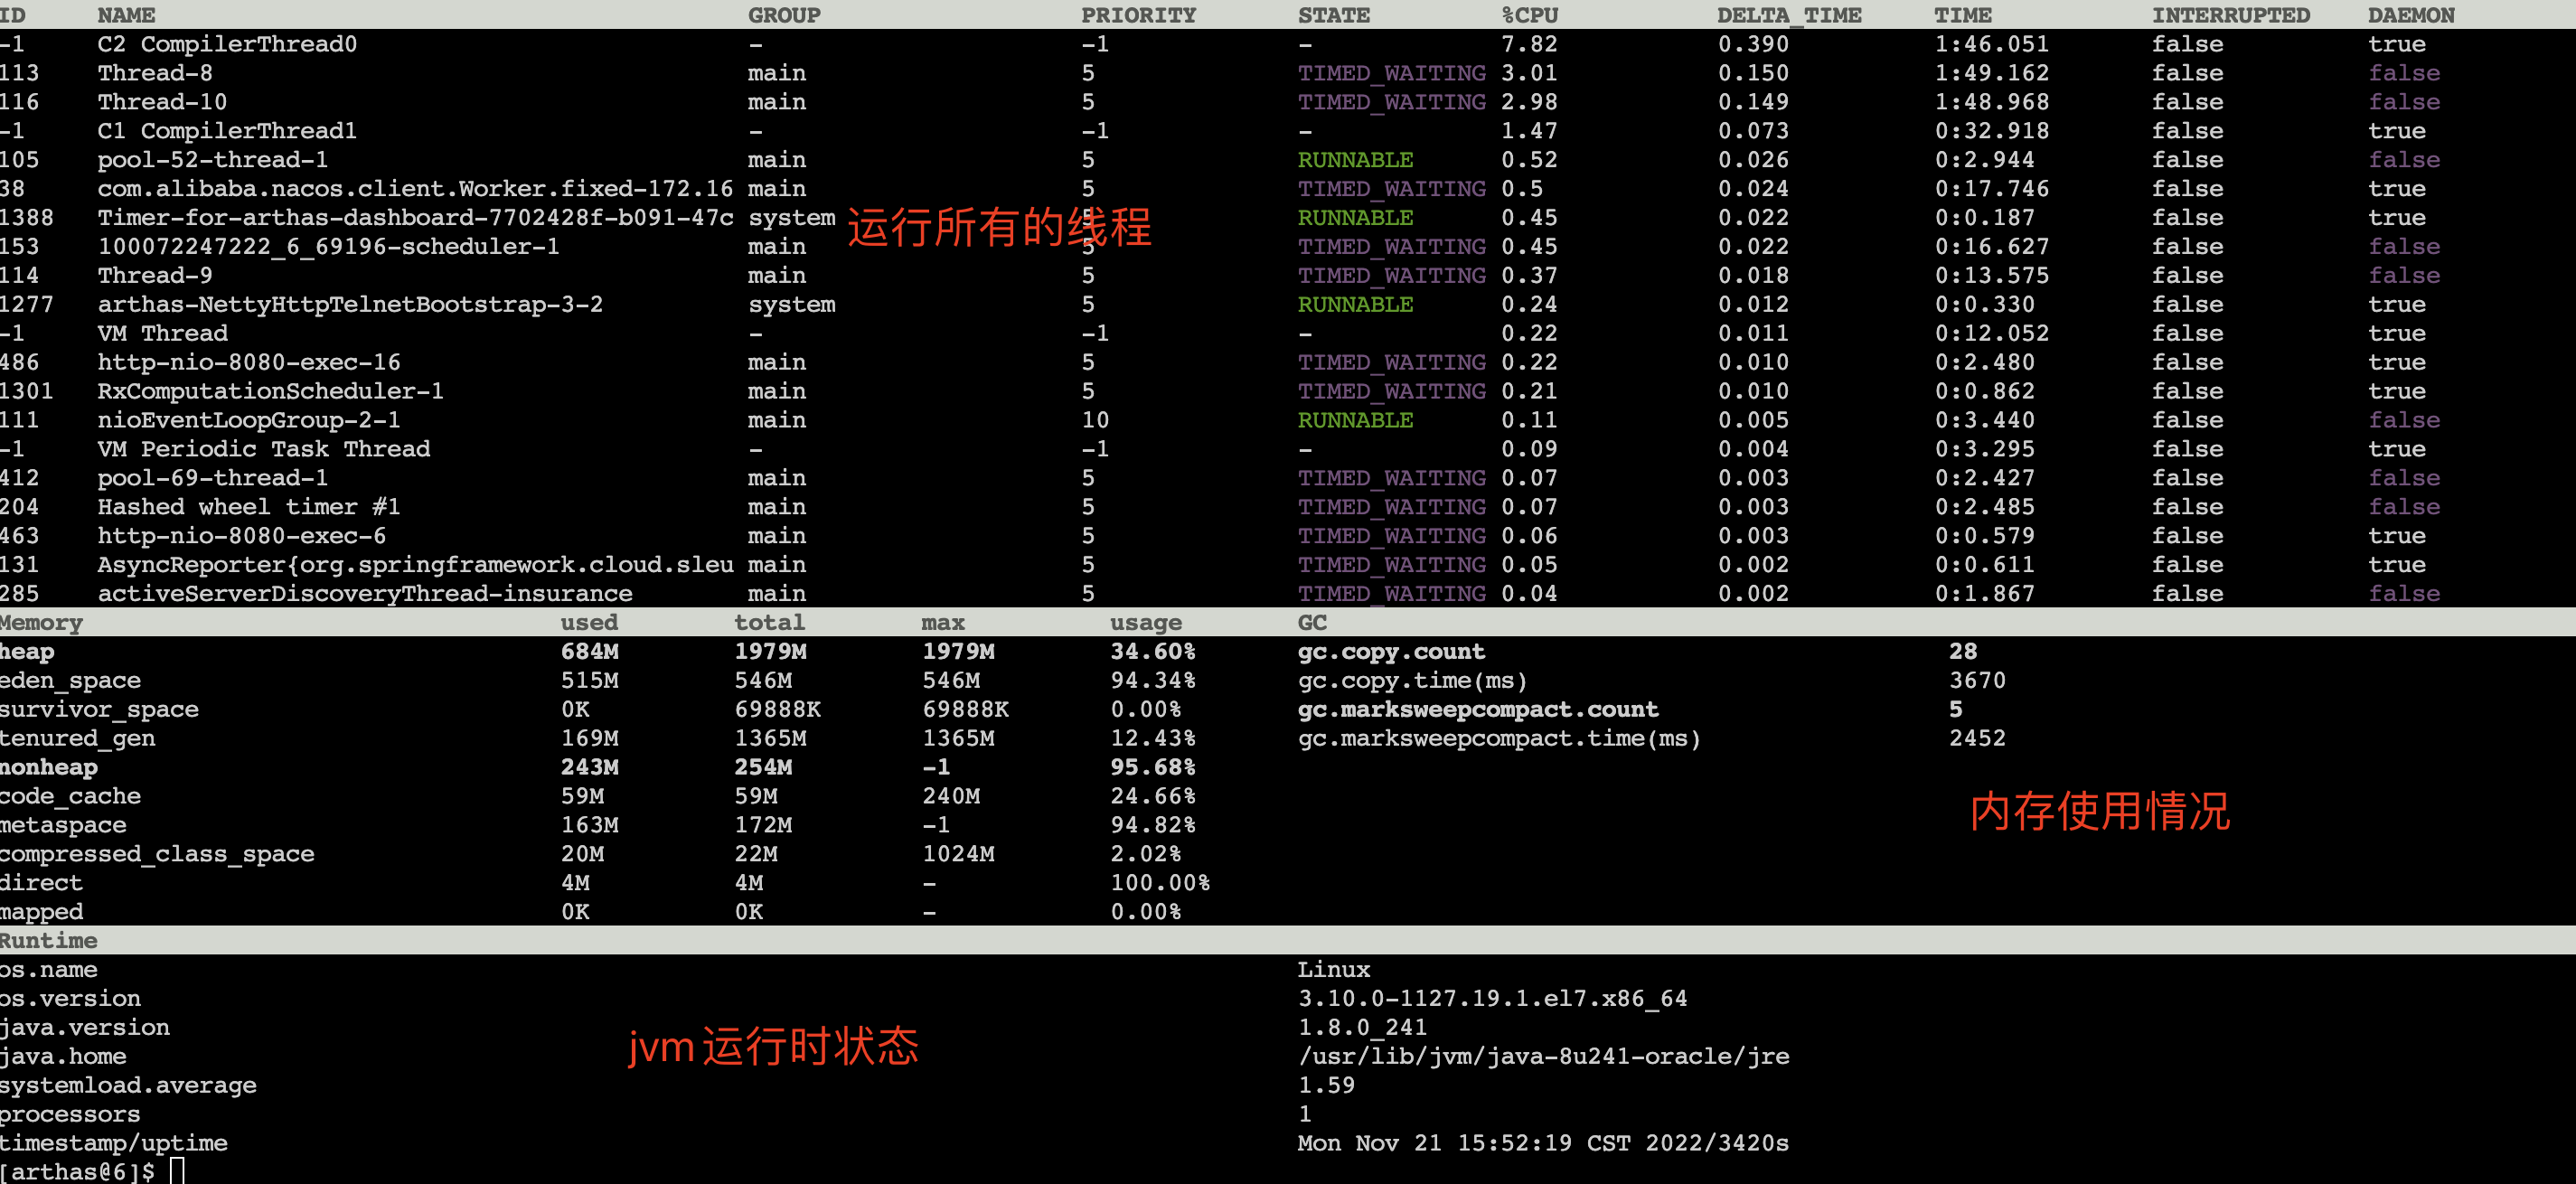 ID NAME GROUP PRIORITY STATE %CPU DELTA_TIME TIME INTERRUPTED DAEMON
-1 C2 CompilerThread0 - -1 - 7.82 0.390 1:46.051 false true
113 Thread-8 main 5 TIMED_WAITING 3.01 0.150 1:49.162 false false
116 Thread-10 main 5 TIMED_WAITING 2.98 0.149 1:48.968 false false
-1 C1 CompilerThread1 - -1 - 1.47 0.073 0:32.918 false true
105 pool-52-thread-1 main 5 RUNNABLE 0.52 0.026 0:2.944 false false
38 com.alibaba.nacos.client.Worker.fixed-172.16 main 5 TIMED_WAITING 0.5 0.024 0:17.746 false true
1388 Timer-for-arthas-dashboard-7702428f-b091-47c system 5 RUNNABLE 0.45 0.022 0:0.187 false true
运行所有的线程
153 100072247222_6_69196-scheduler-1 main 5 TIMED_WAITING 0.45 0.022 0:16.627 false false
114 Thread-9 main 5 TIMED_WAITING 0.37 0.018 0:13.575 false false
1277 arthas-NettyHttpTelnetBootstrap-3-2 system 5 RUNNABLE 0.24 0.012 0:0.330 false true
-1 VM Thread - -1 - 0.22 0.011 0:12.052 false true
486 http-nio-8080-exec-16 main 5 TIMED_WAITING 0.22 0.010 0:2.480 false true
1301 RxComputationScheduler-1 main 5 TIMED_WAITING 0.21 0.010 0:0.862 false true
111 nioEventLoopGroup-2-1 main 10 RUNNABLE 0.11 0.005 0:3.440 false false
-1 VM Periodic Task Thread - -1 - 0.09 0.004 0:3.295 false true
412 pool-69-thread-1 main 5 TIMED_WAITING 0.07 0.003 0:2.427 false false
204 Hashed wheel timer #1 main 5 TIMED_WAITING 0.07 0.003 0:2.485 false false
463 http-nio-8080-exec-6 main 5 TIMED_WAITING 0.06 0.003 0:0.579 false true
131 AsyncReporter{org.springframework.cloud.sleu main 5 TIMED_WAITING 0.05 0.002 0:0.611 false true
285 activeServerDiscoveryThread-insurance main 5 TIMED_WAITING 0.04 0.002 0:1.867 false false
Memory used total max usage GC
heap 684M 1979M 1979M 34.60% gc.copy.count 28
eden_space 515M 546M 546M 94.34% gc.copy.time(ms) 3670
survivor_space 0K 69888K 69888K 0.00% gc.marksweepcompact.count 5
tenured_gen 169M 1365M 1365M 12.43% gc.marksweepcompact.time(ms) 2452
nonheap 243M 254M -1 95.68%
code_cache 59M 59M 240M 24.66%
内存使用情况
metaspace 163M 172M -1 94.82%
compressed_class_space 20M 22M 1024M 2.02%
direct 4M 4M - 100.00%
mapped 0K 0K - 0.00%
Runtime
os.name Linux
os.version 3.10.0-1127.19.1.el7.x86_64
java.version 1.8.0_241
jvm运行时状态
java.home /usr/lib/jvm/java-8u241-oracle/jre
systemload.average 1.59
processors 1
timestamp/uptime Mon Nov 21 15:52:19 CST 2022/3420s
[arthas@6]$